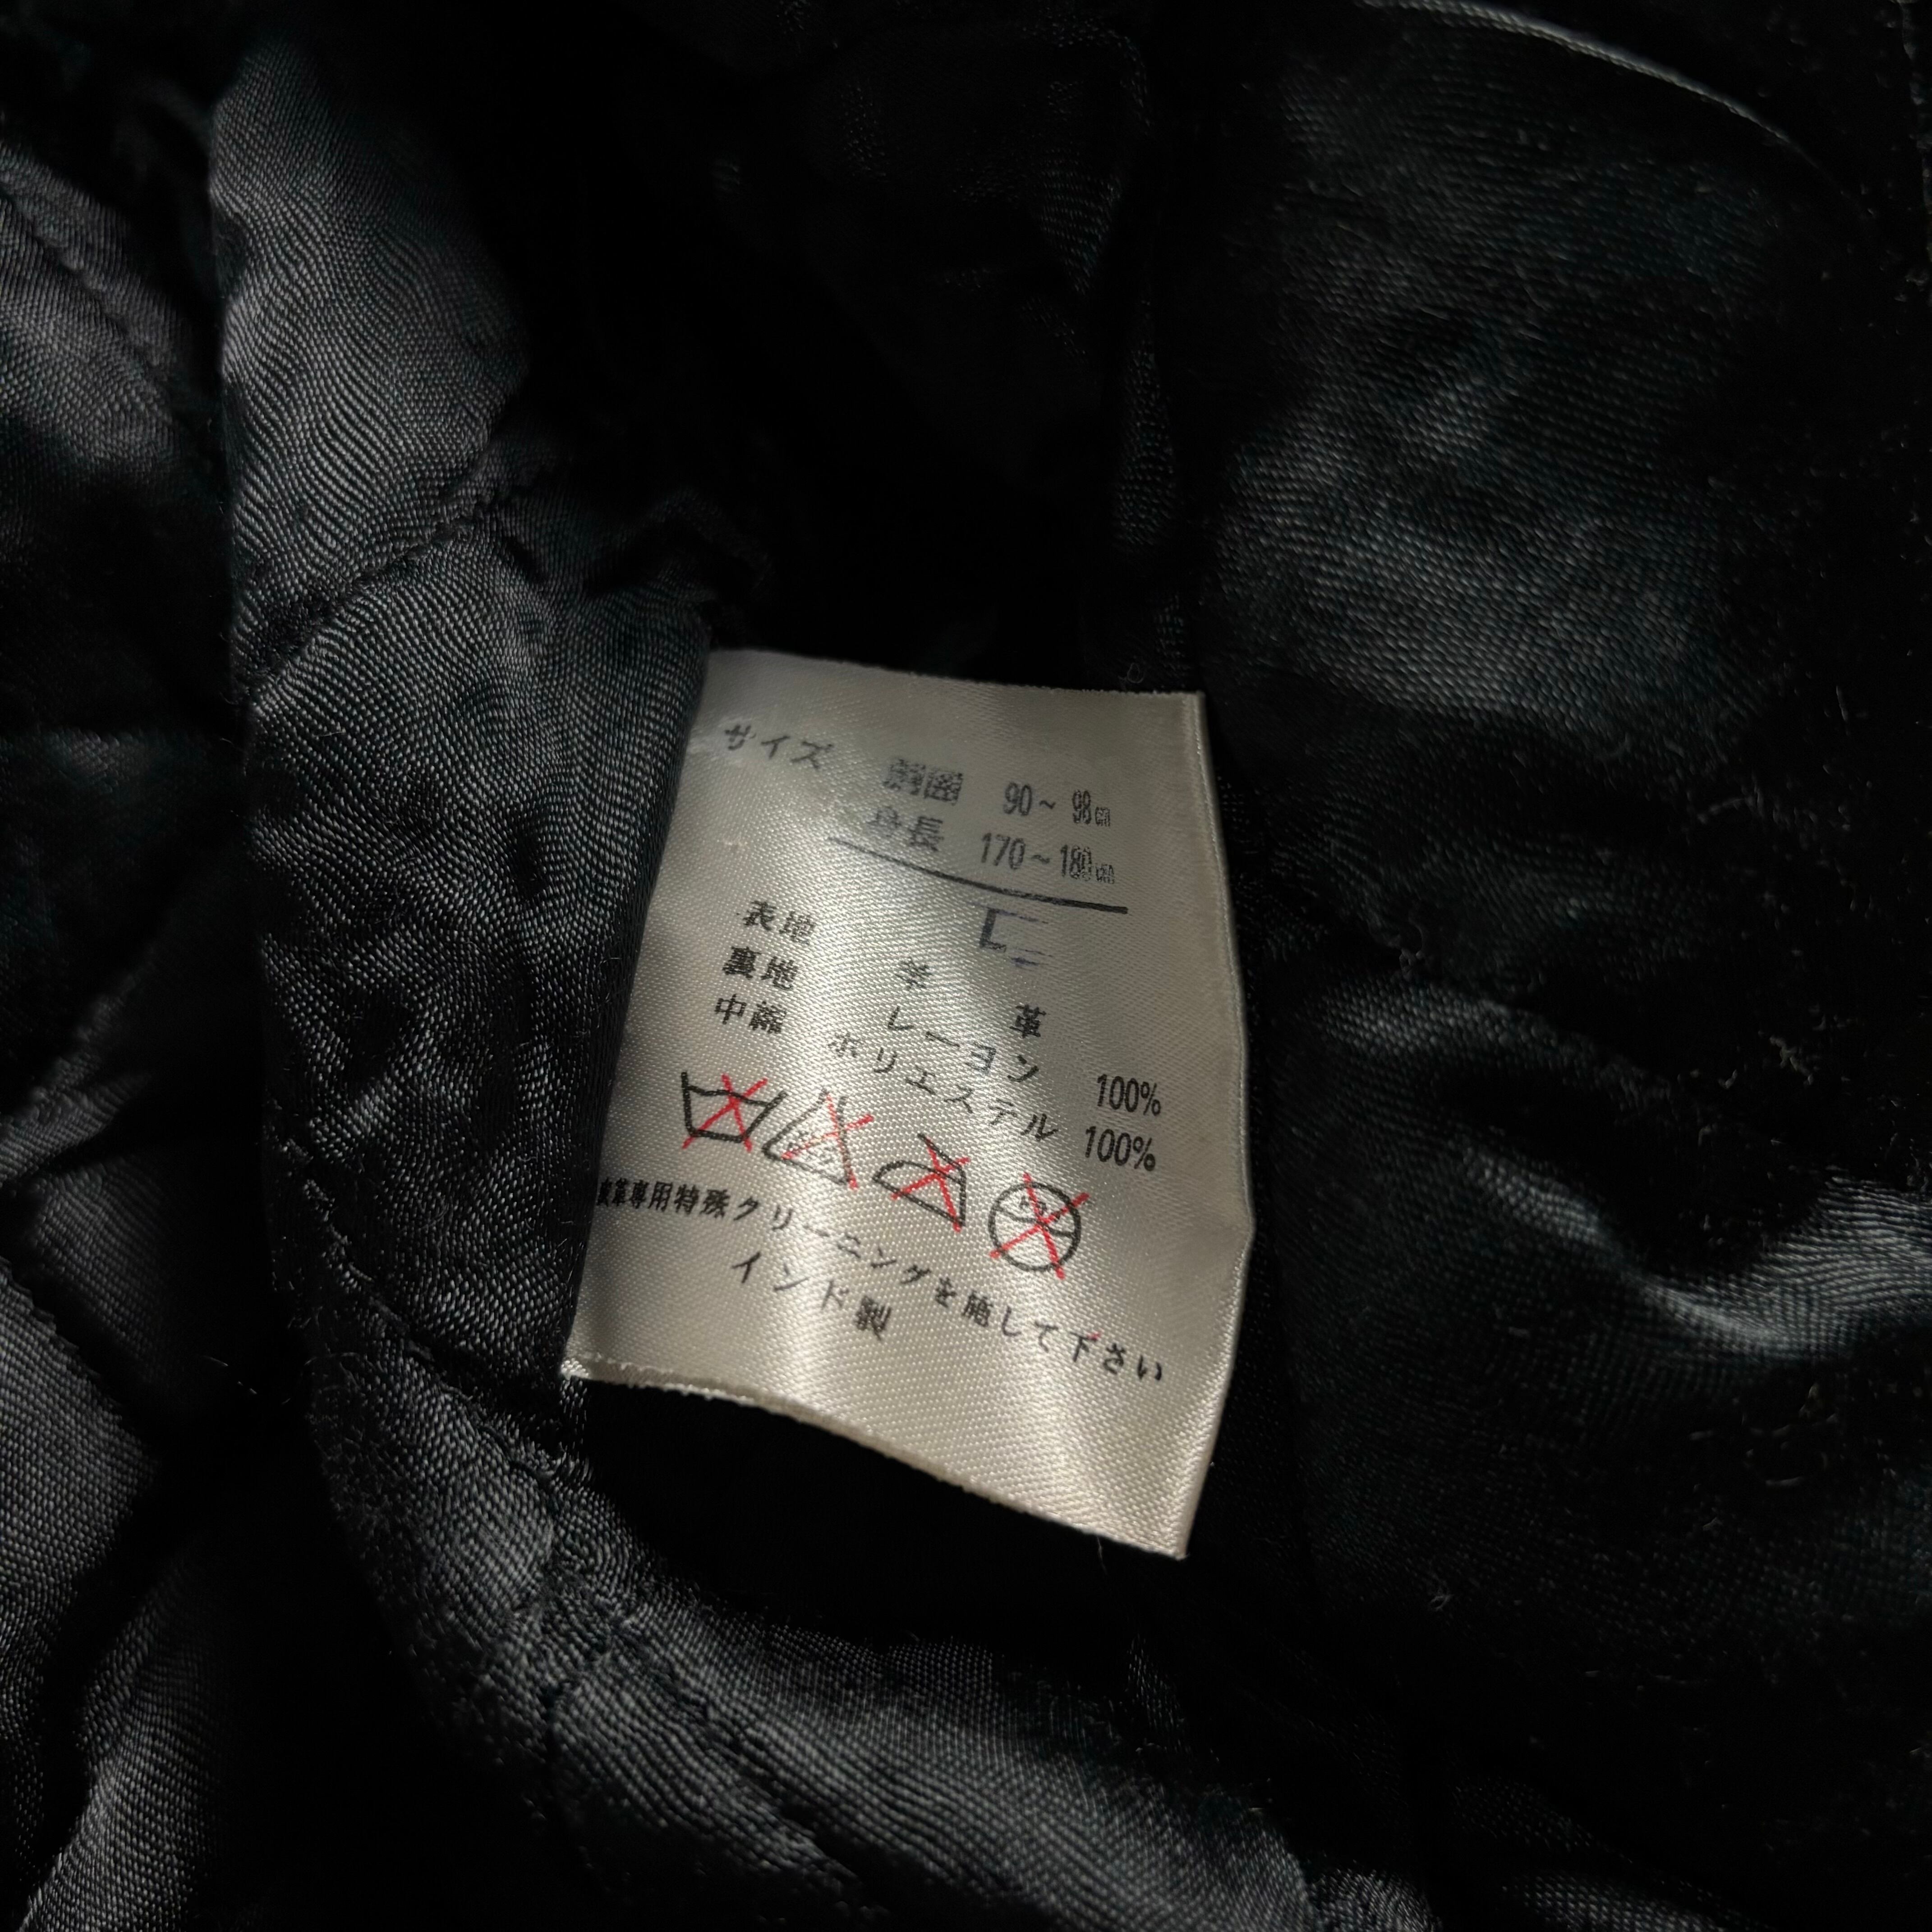 サイズ 胸囲 90～98㎝
身長 170～180㎝
L
表地 羊革
裏地 レーヨン 100%
中綿 ポリエステル 100%
皮革専用特殊クリーニングを施して下さい
インド製